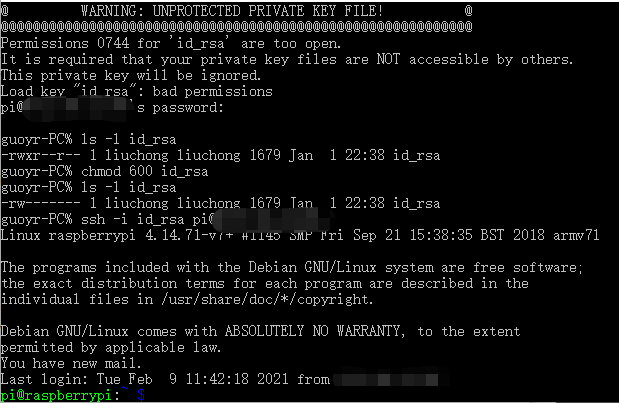 @         WARNING: UNPROTECTED PRIVATE KEY FILE!          @
@@@@@@@@@@@@@@@@@@@@@@@@@@@@@@@@@@@@@@@@@@@@@@@@@@@@@@@@@@@
Permissions 0744 for 'id_rsa' are too open.
It is required that your private key files are NOT accessible by others.
This private key will be ignored.
Load key "id_rsa": bad permissions
pi@ 's password:
guoyr-PC% ls -l id_rsa
-rwxr--r-- 1 liuchong liuchong 1679 Jan  1 22:38 id_rsa
guoyr-PC% chmod 600 id_rsa
guoyr-PC% ls -l id_rsa
-rw------- 1 liuchong liuchong 1679 Jan  1 22:38 id_rsa
guoyr-PC% ssh -i id_rsa pi@
Linux raspberrypi 4.14.71-v7+ #1145 SMP Fri Sep 21 15:38:35 BST 2018 armv7l
The programs included with the Debian GNU/Linux system are free software;
the exact distribution terms for each program are described in the
individual files in /usr/share/doc/*/copyright.
Debian GNU/Linux comes with ABSOLUTELY NO WARRANTY, to the extent
permitted by applicable law.
You have new mail.
Last login: Tue Feb  9 11:42:18 2021 from
pi@raspberrypi:~ $